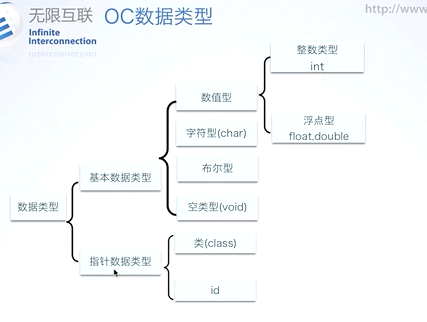 无限互联
Infinite
Interconnection
OC数据类型
http://www
整数类型
int
数值型
浮点型
float,double
字符型(char)
基本数据类型
布尔型
空类型(void)
数据类型
类(class)
指针数据类型
id